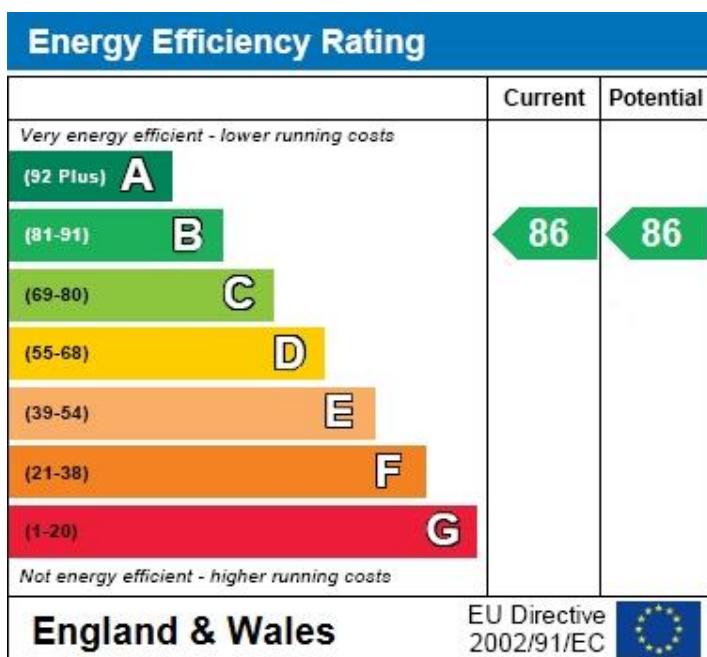 Energy Efficiency Rating
Current Potential
Very energy efficient - lower running costs
(92 Plus) A
(81-91) B 86 86
(69-80) C
(55-68) D
(39-54) E
(21-38) F
(1-20) G
Not energy efficient - higher running costs
England & Wales
EU Directive
2002/91/EC